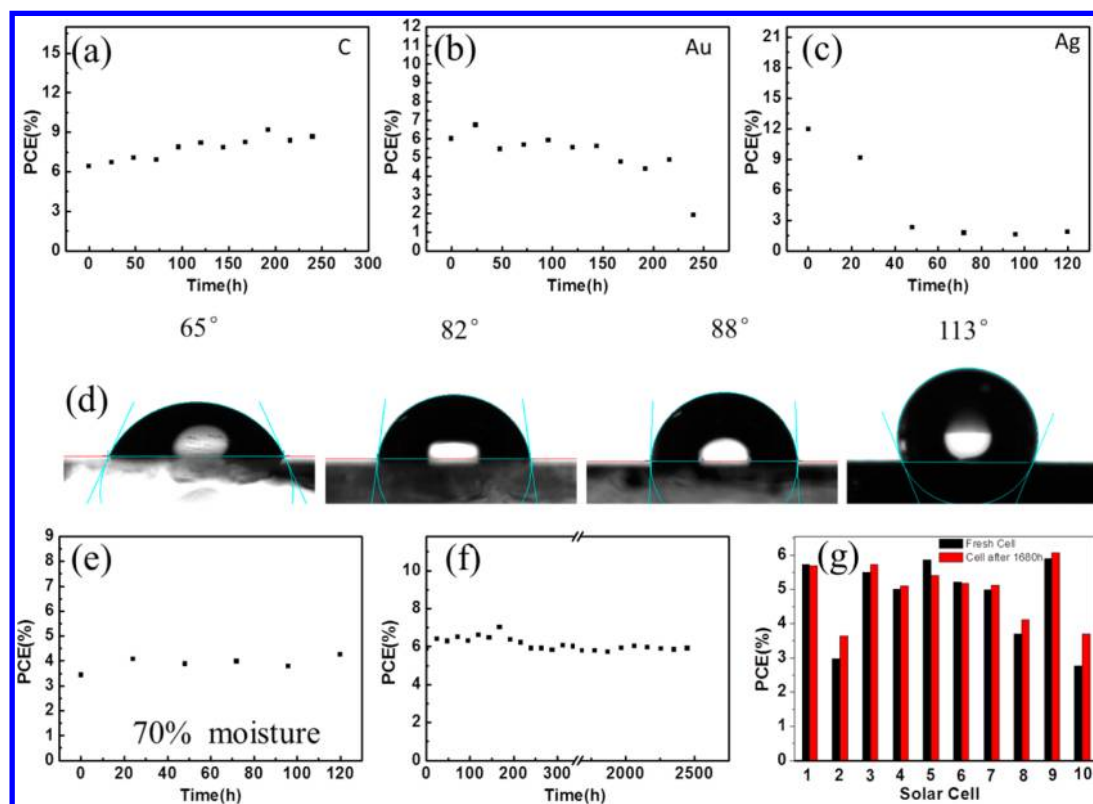 (a)
C
PCE(%)
15
12
9
6
3
0
0 50 100 150 200 250 300
Time(h)
(b)
Au
PCE(%)
12
11
10
9
8
7
6
5
4
3
2
1
0
0 50 100 150 200 250
Time(h)
(c)
Ag
PCE(%)
21
18
15
12
9
6
3
0
0 20 40 60 80 100 120
Time(h)
65° 82° 88° 113°
(d)
(e)
PCE(%)
9
8
7
6
5
4
3
2
1
0
70% moisture
0 20 40 60 80 100 120
Time(h)
(f)
PCE(%)
10
8
6
4
2
0
0 100 200 300 2000 2500
Time(h)
(g)
Fresh Cell
Cell after 1680h
PCE(%)
6
5
4
3
2
1
0
1 2 3 4 5 6 7 8 9 10
Solar Cell